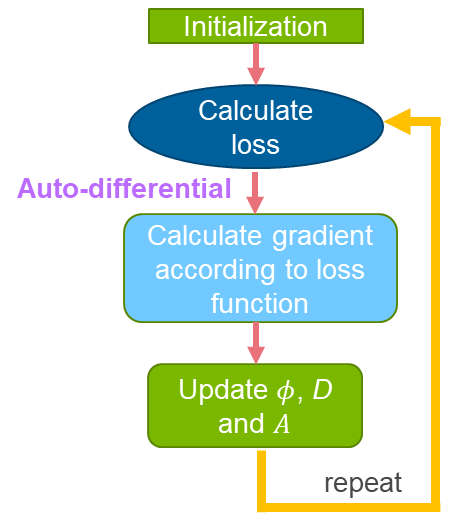 Initialization
Calculate
loss
Auto-differential
Calculate gradient
according to loss
function
Update 𝜙, D
and A
repeat